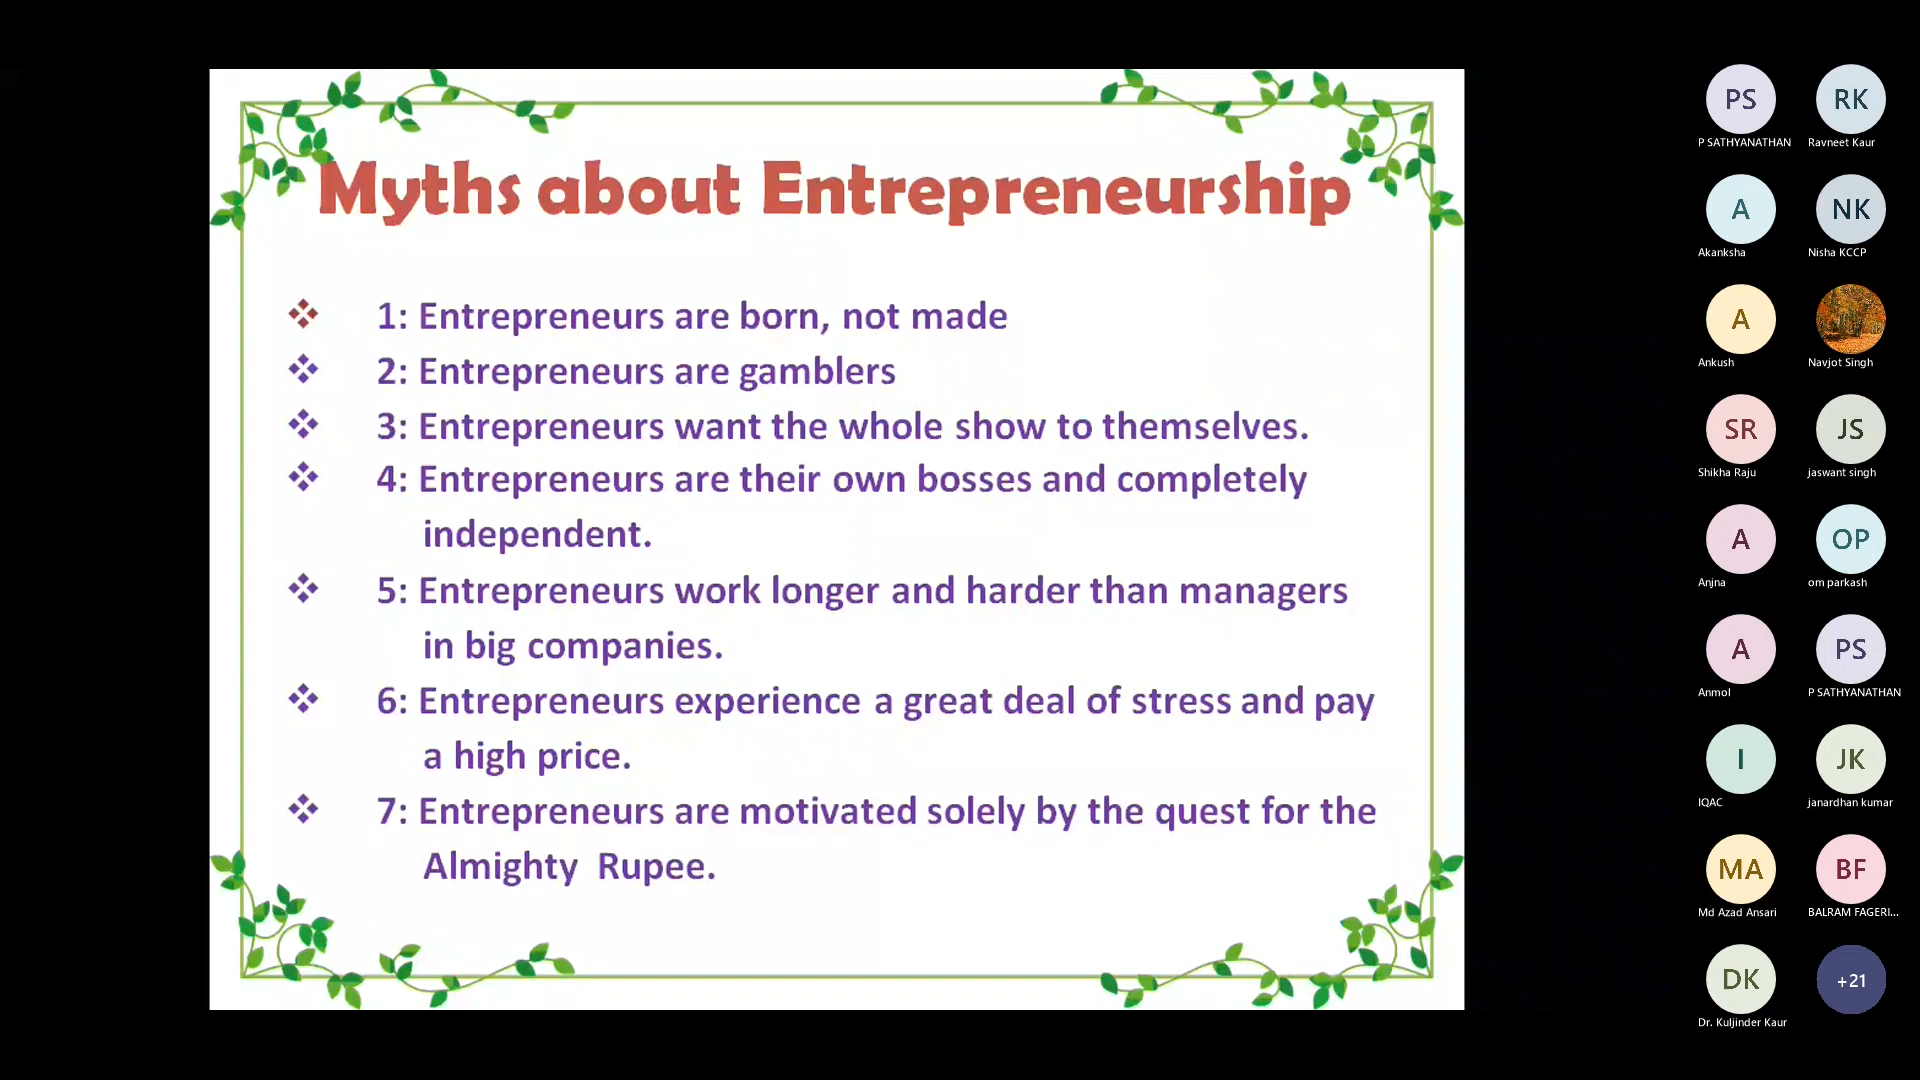 Myths about Entrepreneurship
1: Entrepreneurs are born, not made
2: Entrepreneurs are gamblers
3: Entrepreneurs want the whole show to themselves.
4: Entrepreneurs are their own bosses and completely
independent.
5: Entrepreneurs work longer and harder than managers
in big companies.
6: Entrepreneurs experience a great deal of stress and pay
a high price.
7: Entrepreneurs are motivated solely by the quest for the
Almighty Rupee.
PS RK
P SATHYANATHAN Ravneet Kaur
A NK
Akanksha Nisha KCCP
A
Ankush Navjot Singh
SR JS
Shikha Raju jaswant singh
A OP
Anjna om parkash
A PS
Anmol P SATHYANATHAN
I JK
IQAC janardhan kumar
MA BF
Md Azad Ansari BALRAM FAGERI...
DK +21
Dr. Kuljinder Kaur